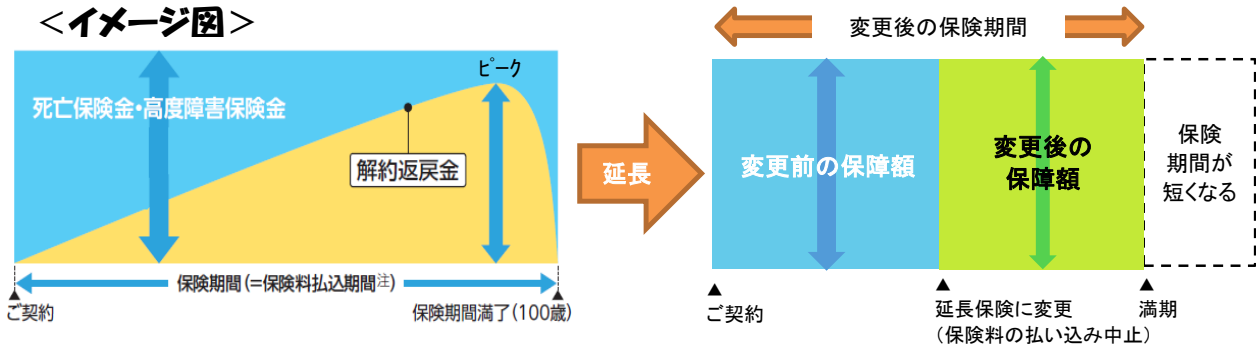 ＜イメージ図＞
ピーク
死亡保険金・高度障害保険金
解約返戻金
保険期間(=保険料払込期間注)
ご契約
保険期間満了(100歳)
延長
変更後の保険期間
変更前の保障額
変更後の
保障額
保険
期間が
短くなる
ご契約
延長保険に変更
(保険料の払い込み中止)
満期